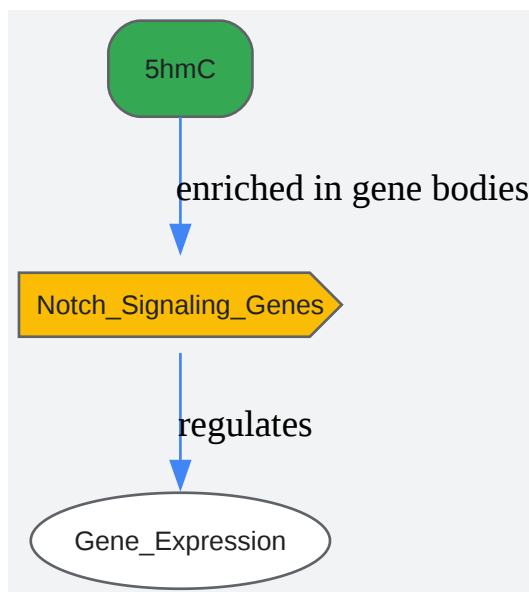 5hmC
enriched in gene bodies
Notch_Signaling_Genes
regulates
Gene_Expression